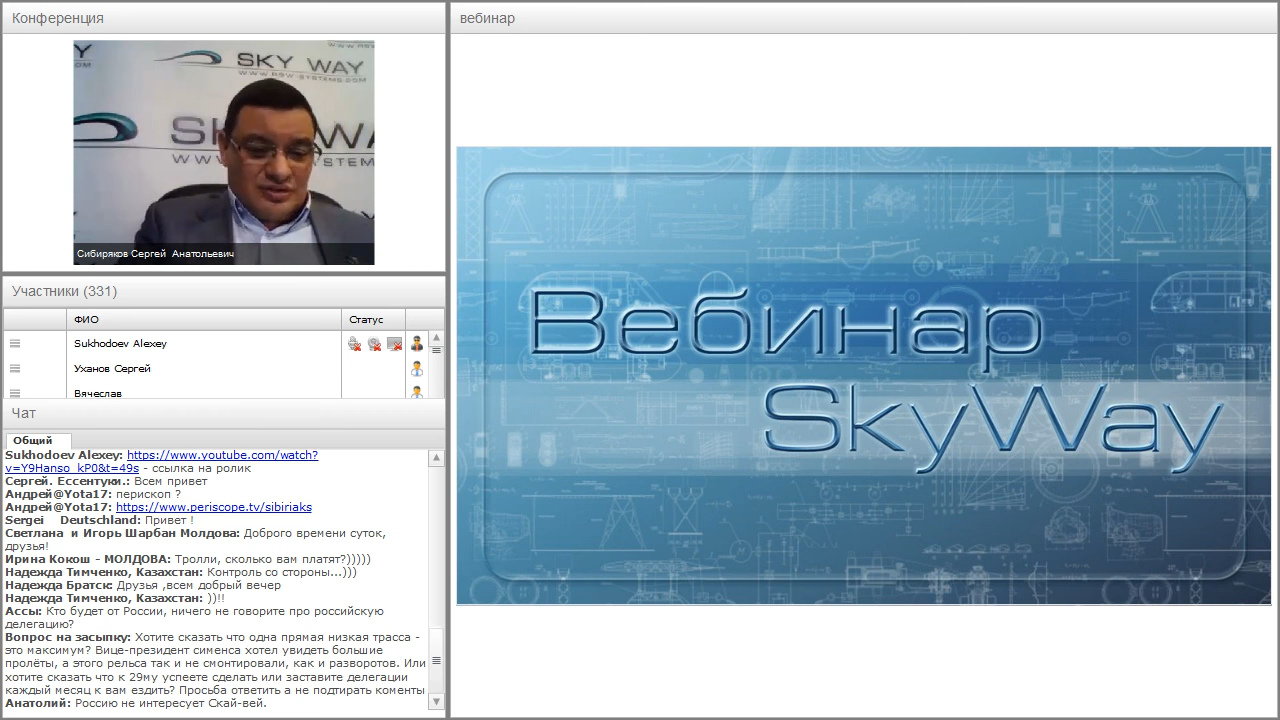 Конференция
SKY WAY
WWW.RSW-SYSTEMS.COM
SKY WA
Сибиряков Сергей Анатольевич
Участники (331)
ФИО Статус
Sukhodoev Alexey
Уханов Сергей
Вячеслав
Чат
Общий
Sukhodoev Alexey: https://www.youtube.com/watch?
v=Y9Hanso_kP0&t=49s - ссылка на ролик
Сергей. Ессентуки.: Всем привет
Андрей@Yota17: перископ ?
Андрей@Yota17: https://www.periscope.tv/sibiriaks
Sergei Deutschland: Привет !
Светлана и Игорь Шарбан Молдова: Доброго времени суток,
друзья!
Ирина Кокош - МОЛДОВА: Тролли, сколько вам платят?)))))
Надежда Тимченко, Казахстан: Контроль со стороны...)))
Надежда Братск: Друзья ,всем добрый вечер
Надежда Тимченко, Казахстан: ))!!
Ассы: Кто будет от России, ничего не говорите про российскую
делегацию?
Вопрос на засыпку: Хотите сказать что одна прямая низкая трасса -
это максимум? Вице-президент сименса хотел увидеть большие
пролёты, а этого рельса так и не смонтировали, как и разворотов. Или
хотите сказать что к 29му успеете сделать или заставите делегации
каждый месяц к вам ездить? Просьба ответить а не подтирать коменты
Анатолий: Россию не интересует Скай-вей.
вебинар
Вебинар
SkyWay